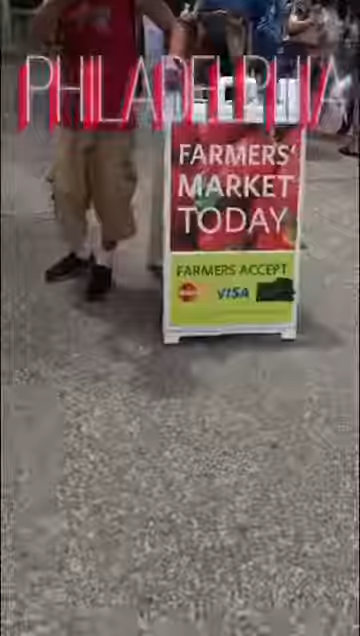 PHILADELPHIA
FARMERS'
MARKET
TODAY
FARMERS ACCEPT
VISA